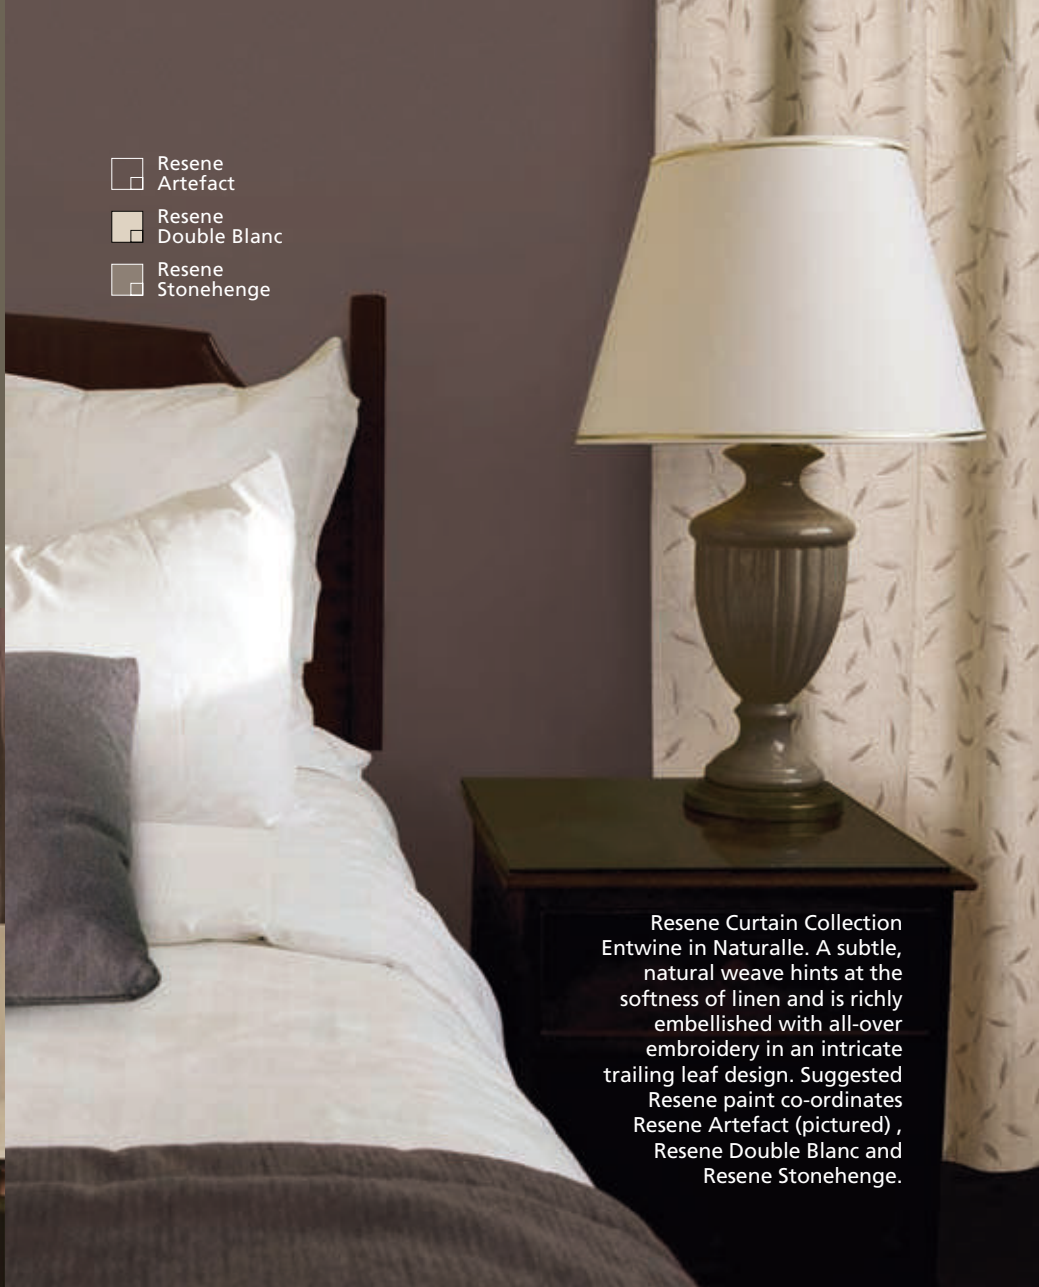 Resene
Artefact
Resene
Double Blanc
Resene
Stonehenge
Resene Curtain Collection
Entwine in Naturalle. A subtle,
natural weave hints at the
softness of linen and is richly
embellished with all-over
embroidery in an intricate
trailing leaf design. Suggested
Resene paint co-ordinates
Resene Artefact (pictured) ,
Resene Double Blanc and
Resene Stonehenge.